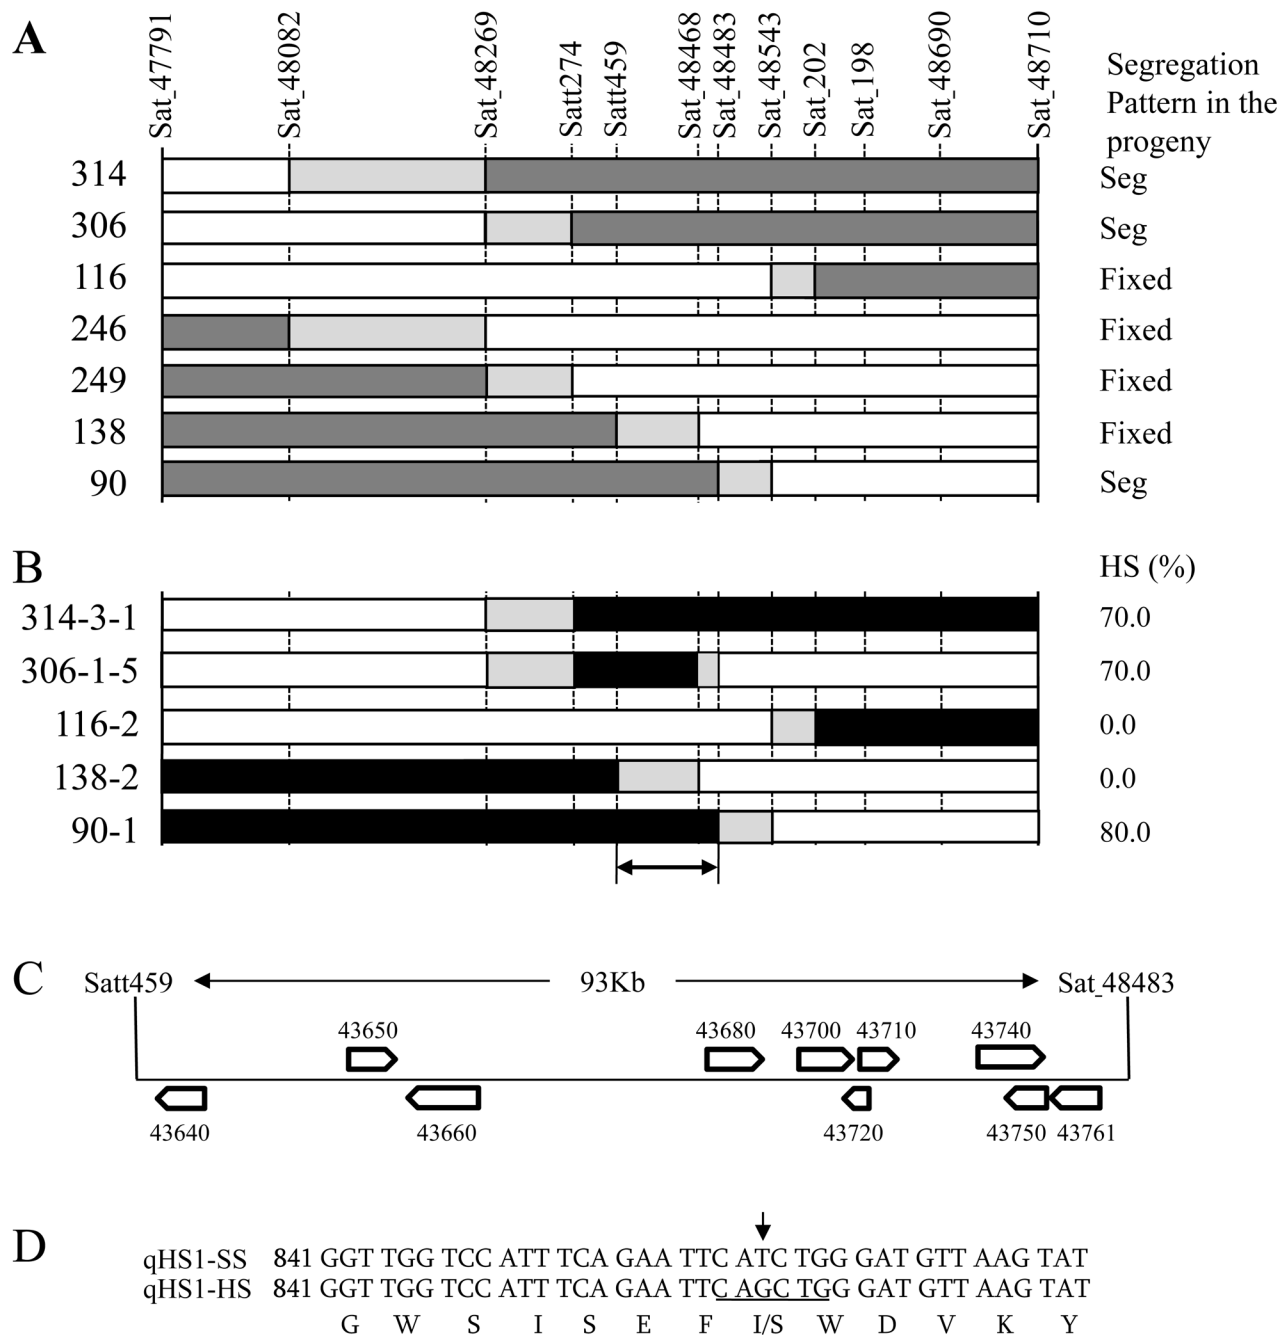 A
Sat_47791
Sat_48082
Sat_48269
Satt274
Satt459
Sat_48468
Sat_48483
Sat_48543
Sat_202
Sat_198
Sat_48690
Sat_48710
Segregation
Pattern in the
progeny
314 Seg
306 Seg
116 Fixed
246 Fixed
249 Fixed
138 Fixed
90 Seg
B HS (%)
314-3-1 70.0
306-1-5 70.0
116-2 0.0
138-2 0.0
90-1 80.0
C Satt459 93Kb Sat_48483
43650 43680 43700 43710 43740
43640 43660 43720 43750 43761
D
qHS1-SS 841 GGT TGG TCC ATT TCA GAA TTC ATC TGG GAT GTT AAG TAT
qHS1-HS 841 GGT TGG TCC ATT TCA GAA TTC AGC TGG GAT GTT AAG TAT
G W S I S E F I/S W D V K Y